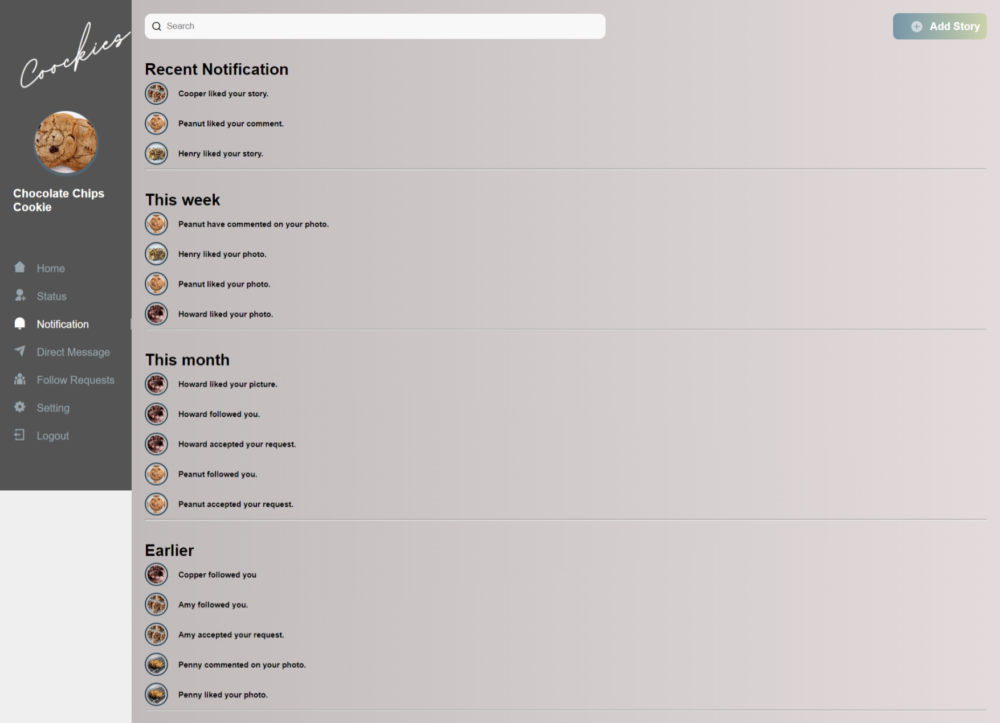 Coockies
Chocolate Chips
Cookie
Home
Status
Notification
Direct Message
Follow Requests
Setting
Logout
Search
Add Story
Recent Notification
Cooper liked your story.
Peanut liked your comment.
Henry liked your story.
This week
Peanut have commented on your photo.
Henry liked your photo.
Peanut liked your photo.
Howard liked your photo.
This month
Howard liked your picture.
Howard followed you.
Howard accepted your request.
Peanut followed you.
Peanut accepted your request.
Earlier
Copper followed you
Amy followed you.
Amy accepted your request.
Penny commented on your photo.
Penny liked your photo.